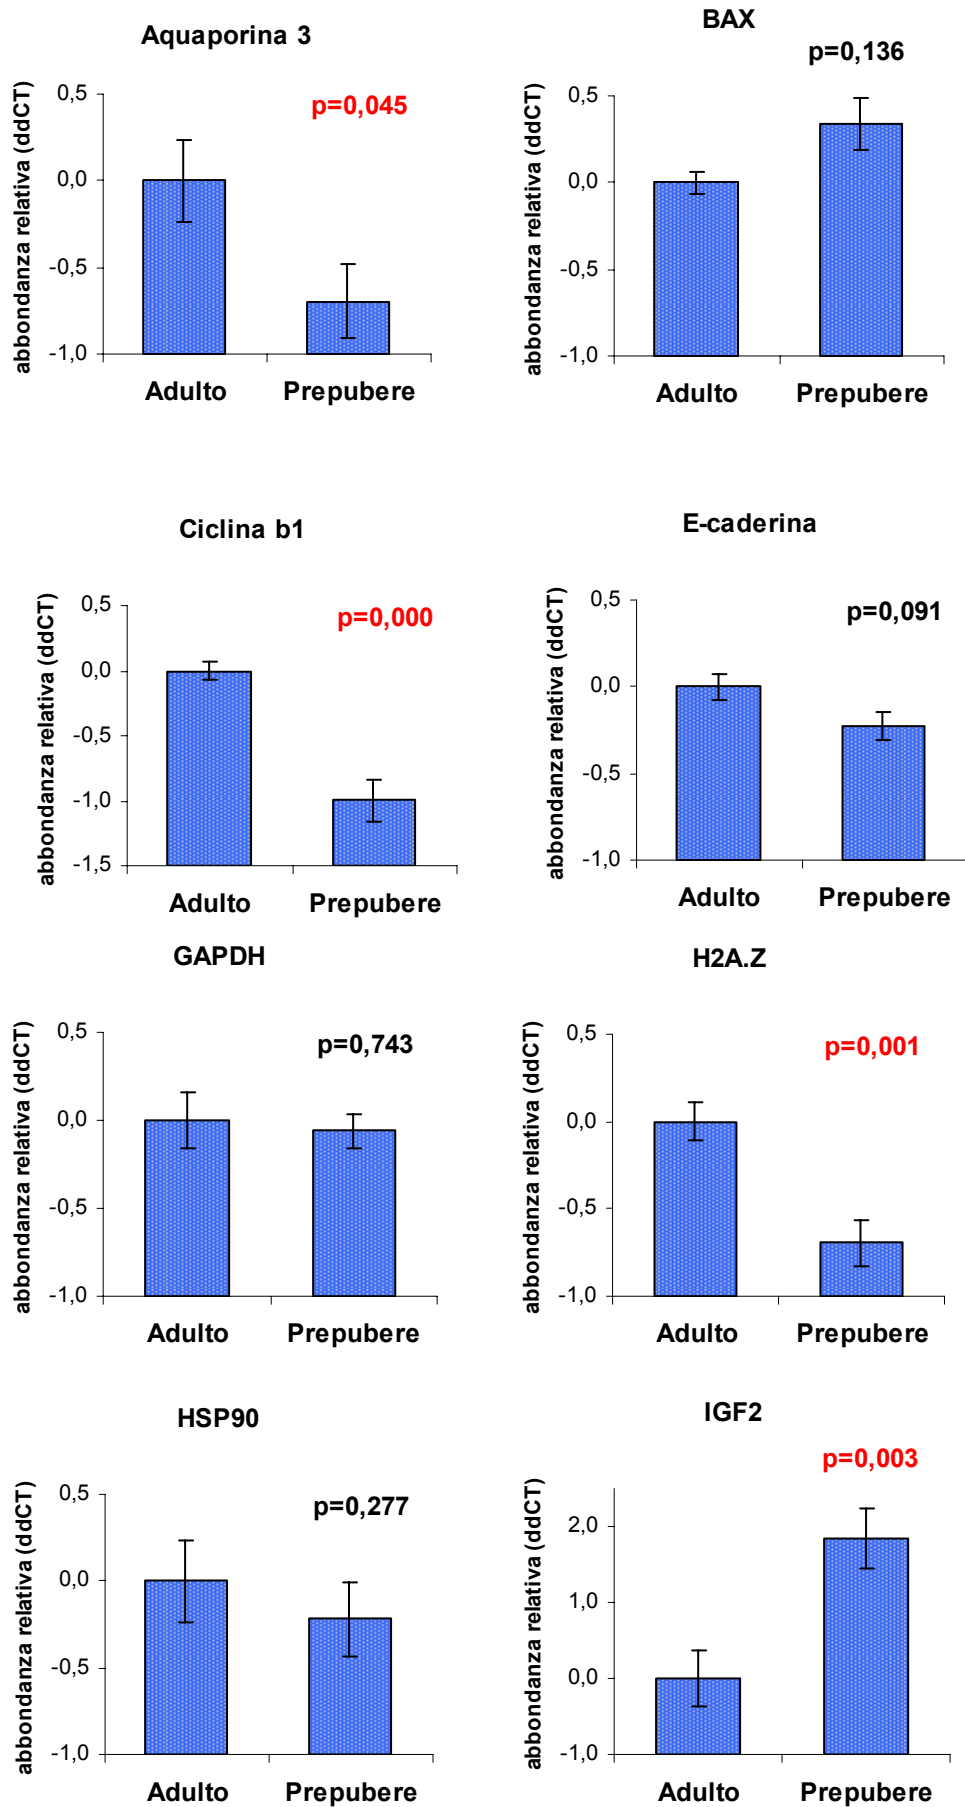 Aquaporina 3
p=0,045
abbondanza relativa (ddCT)
0,5
0,0
-0,5
-1,0
Adulto Prepubere
BAX
p=0,136
abbondanza relativa (ddCT)
0,5
0,0
-0,5
-1,0
Adulto Prepubere
Ciclina b1
p=0,000
abbondanza relativa (ddCT)
0,5
0,0
-0,5
-1,0
-1,5
Adulto Prepubere
E-caderina
p=0,091
abbondanza relativa (ddCT)
0,5
0,0
-0,5
-1,0
Adulto Prepubere
GAPDH
p=0,743
abbondanza relativa (ddCT)
0,5
0,0
-0,5
-1,0
Adulto Prepubere
H2A.Z
p=0,001
abbondanza relativa (ddCT)
0,5
0,0
-0,5
-1,0
Adulto Prepubere
HSP90
p=0,277
abbondanza relativa (ddCT)
0,5
0,0
-0,5
-1,0
Adulto Prepubere
IGF2
p=0,003
abbondanza relativa (ddCT)
2,0
1,0
0,0
-1,0
Adulto Prepubere